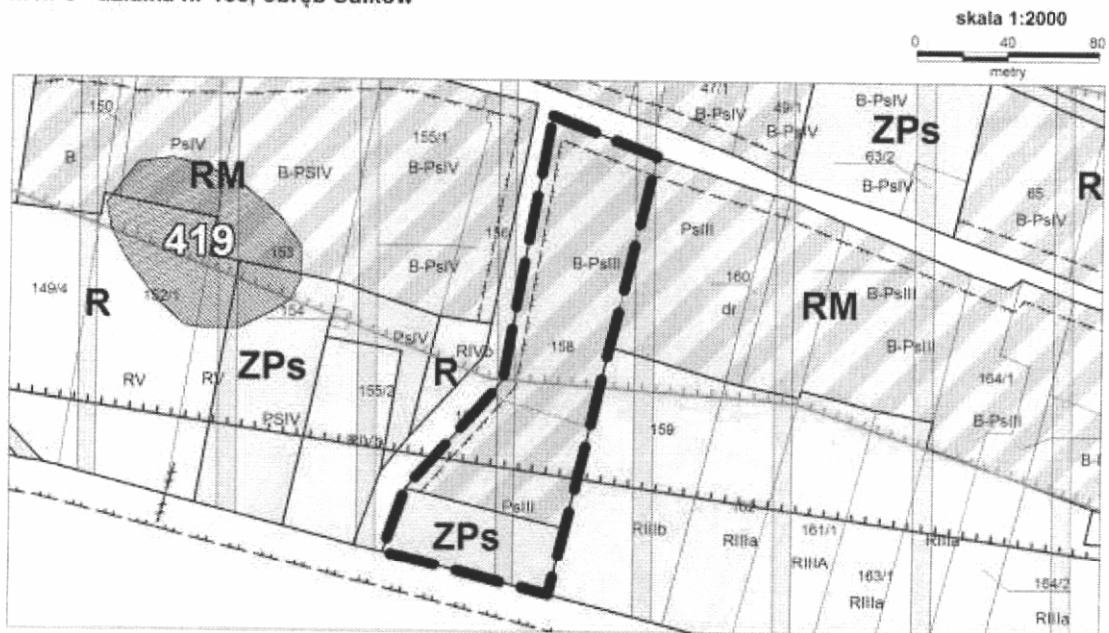 skala 1:2000
0 40 80
metry
150
PsIV
B
RM
B-PSIV
155/1
B-PsIV
47/1
B-PsIV
49/1
B-PsIV
B-PsIV
ZPs
63/2
B-PsIV
R
65
B-PsIV
419
153
156
B-PsIV
B-PsIII
PsIII
160
dr
RM
B-PsIII
B-PsIII
149/4
R
152/1
154
PsIV
RIVb
R
158
164/1
B-PsIII
RV
RV
ZPs
PSIV
155/2
159
PsIII
ZPs
RIIIb
RIIIa
161/1
RIIIA
163/1
RIIIa
RIIIa
164/2
RIIIa